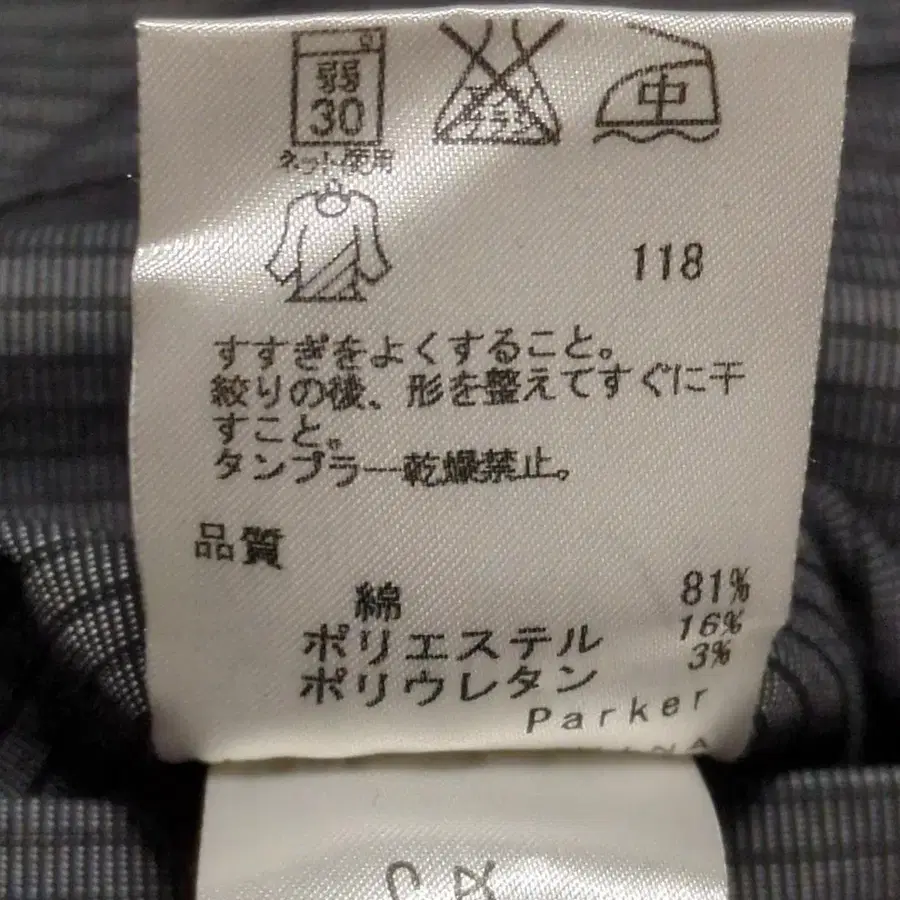 弱
30
ネット使用
中
118
すすぎをよくすること。
絞りの後、形を整えてすぐに干
すこと。
タンブラー乾燥禁止。
品質
綿 81%
ポリエステル 16%
ポリウレタン 3%
Parker